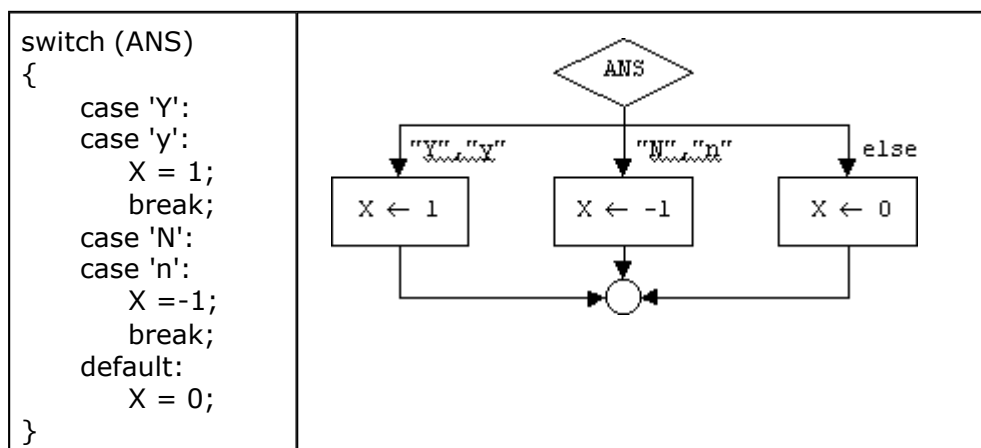 switch (ANS)
{
case 'Y':
case 'y':
X = 1;
break;
case 'N':
case 'n':
X =-1;
break;
default:
X = 0;
}
ANS
"Y","y"
"N","n"
else
X ← 1
X ← -1
X ← 0